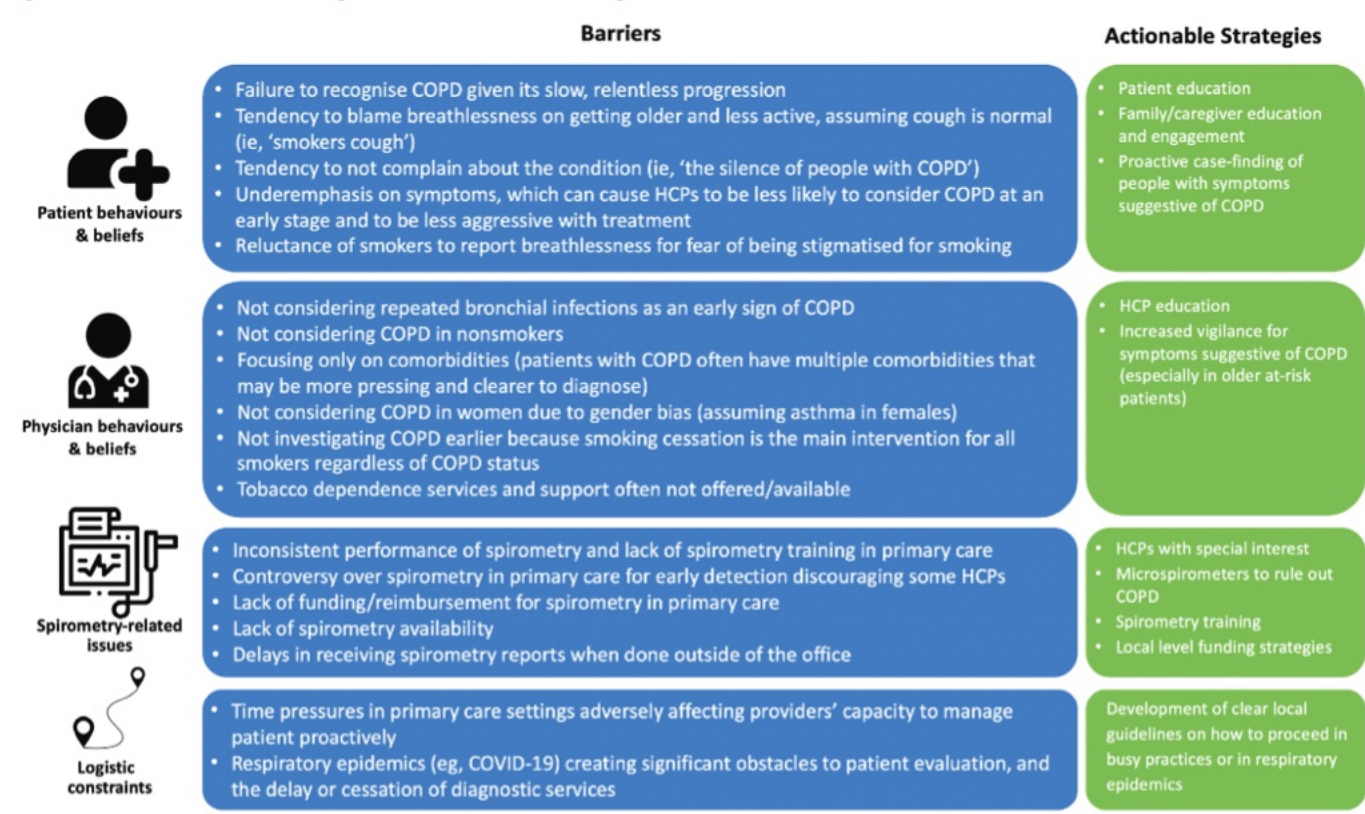 Barriers
Actionable Strategies
Patient behaviours
& beliefs
• Failure to recognise COPD given its slow, relentless progression
• Tendency to blame breathlessness on getting older and less active, assuming cough is normal
(ie, ‘smokers cough’)
• Tendency to not complain about the condition (ie, ‘the silence of people with COPD’)
• Underemphasis on symptoms, which can cause HCPs to be less likely to consider COPD at an
early stage and to be less aggressive with treatment
• Reluctance of smokers to report breathlessness for fear of being stigmatised for smoking
• Patient education
• Family/caregiver education
and engagement
• Proactive case-finding of
people with symptoms
suggestive of COPD
Physician behaviours
& beliefs
• Not considering repeated bronchial infections as an early sign of COPD
• Not considering COPD in nonsmokers
• Focusing only on comorbidities (patients with COPD often have multiple comorbidities that
may be more pressing and clearer to diagnose)
• Not considering COPD in women due to gender bias (assuming asthma in females)
• Not investigating COPD earlier because smoking cessation is the main intervention for all
smokers regardless of COPD status
• Tobacco dependence services and support often not offered/available
• HCP education
• Increased vigilance for
symptoms suggestive of COPD
(especially in older at-risk
patients)
Spirometry-related
issues
• Inconsistent performance of spirometry and lack of spirometry training in primary care
• Controversy over spirometry in primary care for early detection discouraging some HCPs
• Lack of funding/reimbursement for spirometry in primary care
• Lack of spirometry availability
• Delays in receiving spirometry reports when done outside of the office
• HCPs with special interest
• Microspirometers to rule out
COPD
• Spirometry training
• Local level funding strategies
Logistic
constraints
• Time pressures in primary care settings adversely affecting providers’ capacity to manage
patient proactively
• Respiratory epidemics (eg, COVID-19) creating significant obstacles to patient evaluation, and
the delay or cessation of diagnostic services
Development of clear local
guidelines on how to proceed in
busy practices or in respiratory
epidemics